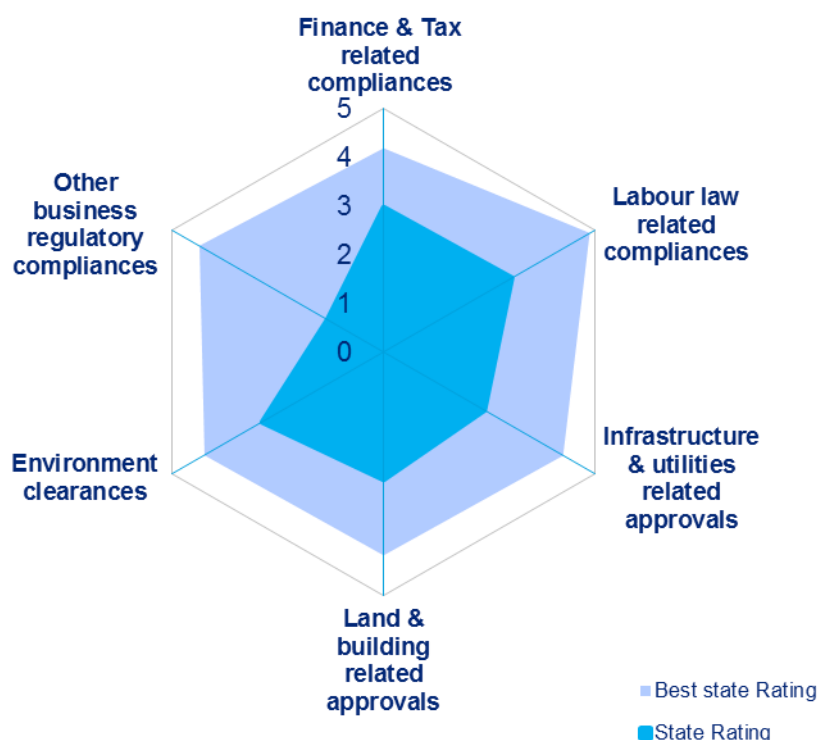 Finance & Tax
related
compliances
5
4
3
2
1
0
Labour law
related
compliances
Infrastructure
& utilities
related
approvals
Land &
building
related
approvals
Environment
clearances
Other
business
regulatory
compliances
Best state Rating
State Rating